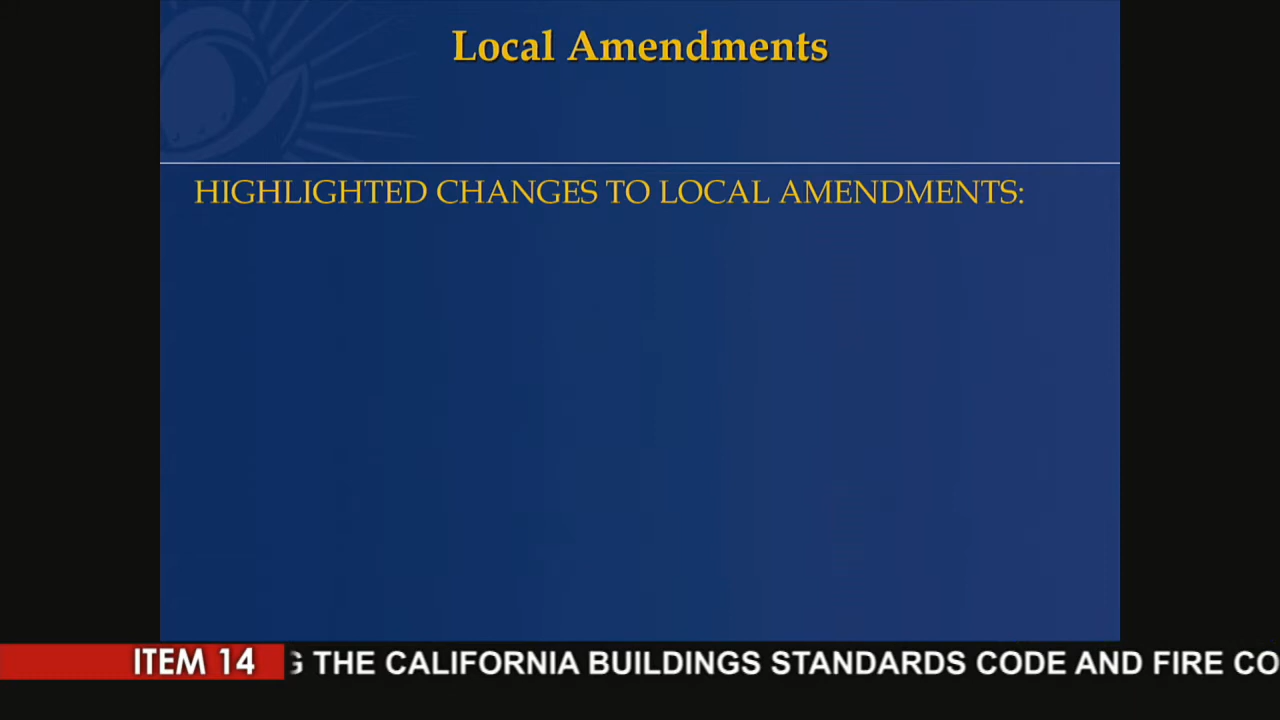 Local Amendments
HIGHLIGHTED CHANGES TO LOCAL AMENDMENTS:
ITEM 14 THE CALIFORNIA BUILDINGS STANDARDS CODE AND FIRE